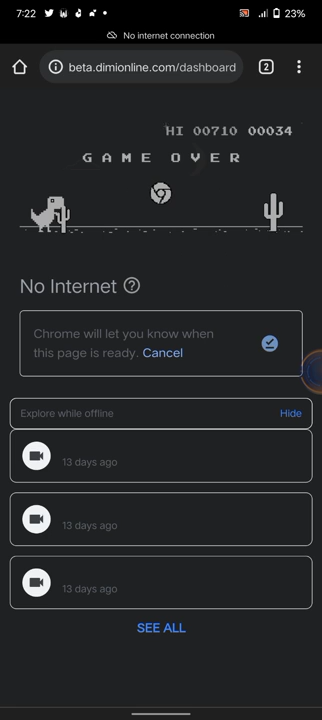 7:22
23%
No internet connection
beta.dimionline.com/dashboard
2
HI 00710 00034
GAME OVER
No Internet
Chrome will let you know when
this page is ready. Cancel
Explore while offline
Hide
13 days ago
13 days ago
13 days ago
SEE ALL